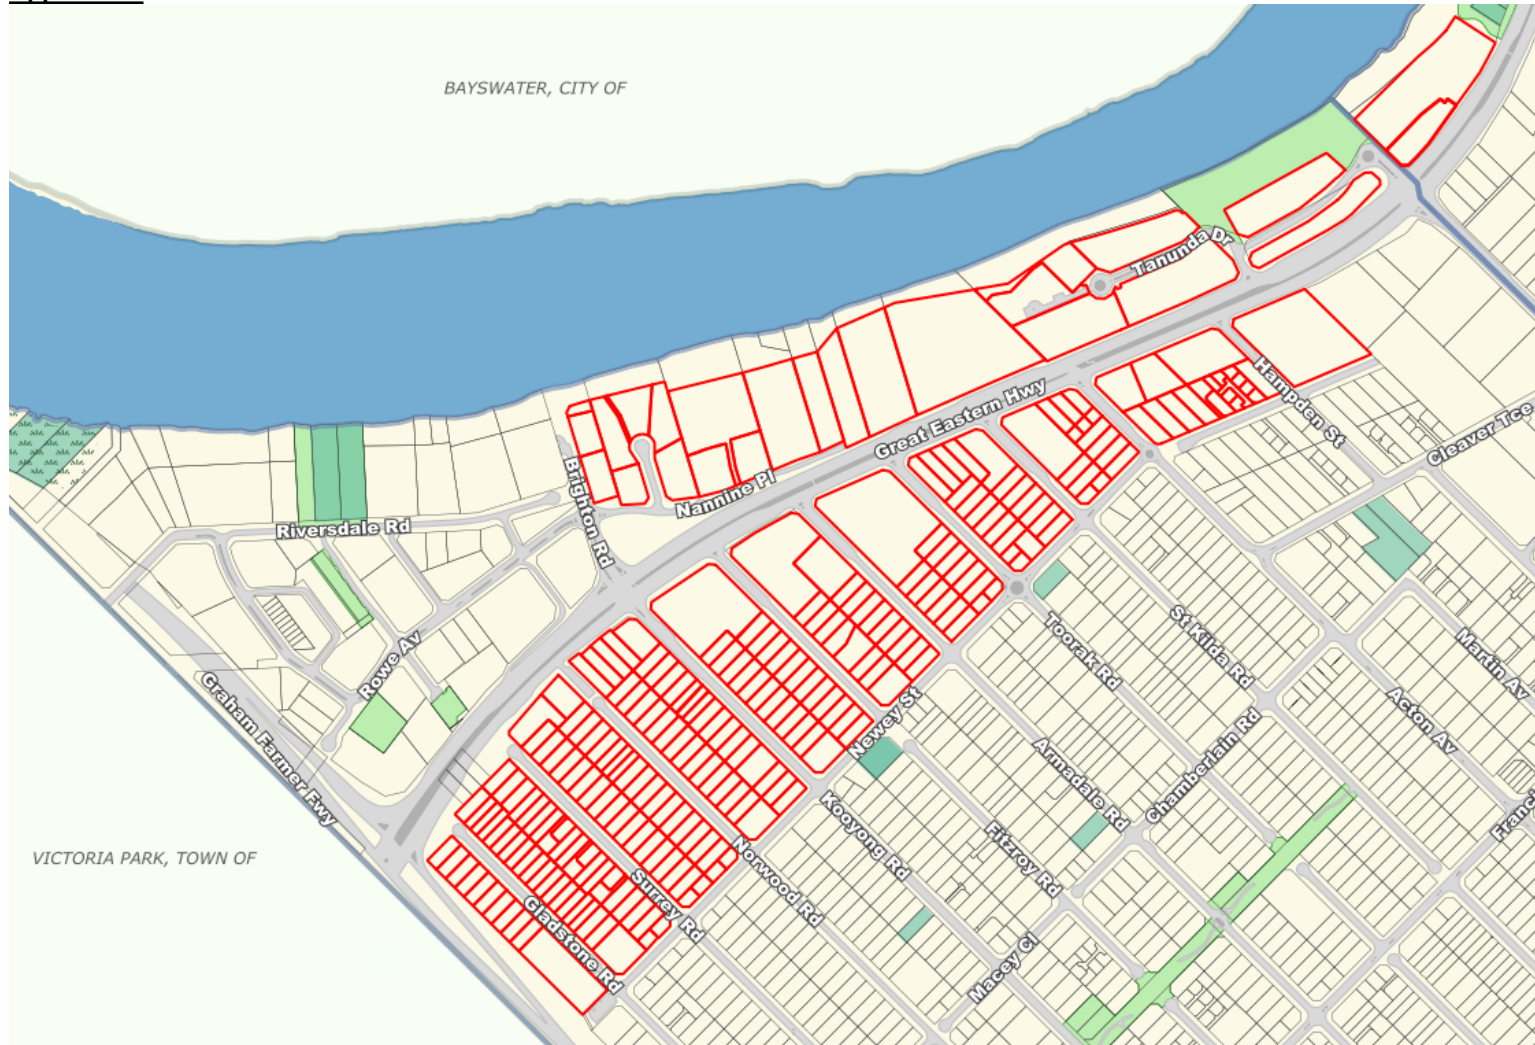 BAYSWATER, CITY OF
Tanunda Dr
Hampden St
Great Eastern Hwy
Cleaver Tce
Brighton Rd
Nannine Pl
Riversdale Rd
Rowe Av
Toorak Rd
St Kilda Rd
Martin Av
Graham Farmer Fwy
Newey St
Acton Av
Armadale Rd
Chamberlain Rd
Kooyong Rd
Fitzroy Rd
VICTORIA PARK, TOWN OF
Norwood Rd
Surrey Rd
Gladstone Rd
Macey Cl